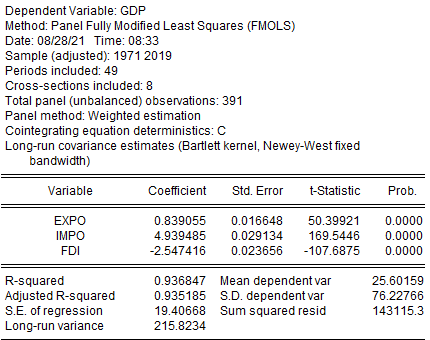 Dependent Variable: GDP
Method: Panel Fully Modified Least Squares (FMOLS)
Date: 08/28/21 Time: 08:33
Sample (adjusted): 1971 2019
Periods included: 49
Cross-sections included: 8
Total panel (unbalanced) observations: 391
Panel method: Weighted estimation
Cointegrating equation deterministics: C
Long-run covariance estimates (Bartlett kernel, Newey-West fixed
bandwidth)
Variable Coefficient Std. Error t-Statistic Prob.
EXPO 0.839055 0.016648 50.39921 0.0000
IMPO 4.939485 0.029134 169.5446 0.0000
FDI -2.547416 0.023656 -107.6875 0.0000
R-squared 0.936847 Mean dependent var 25.60159
Adjusted R-squared 0.935185 S.D. dependent var 76.22766
S.E. of regression 19.40668 Sum squared resid 143115.3
Long-run variance 215.8234